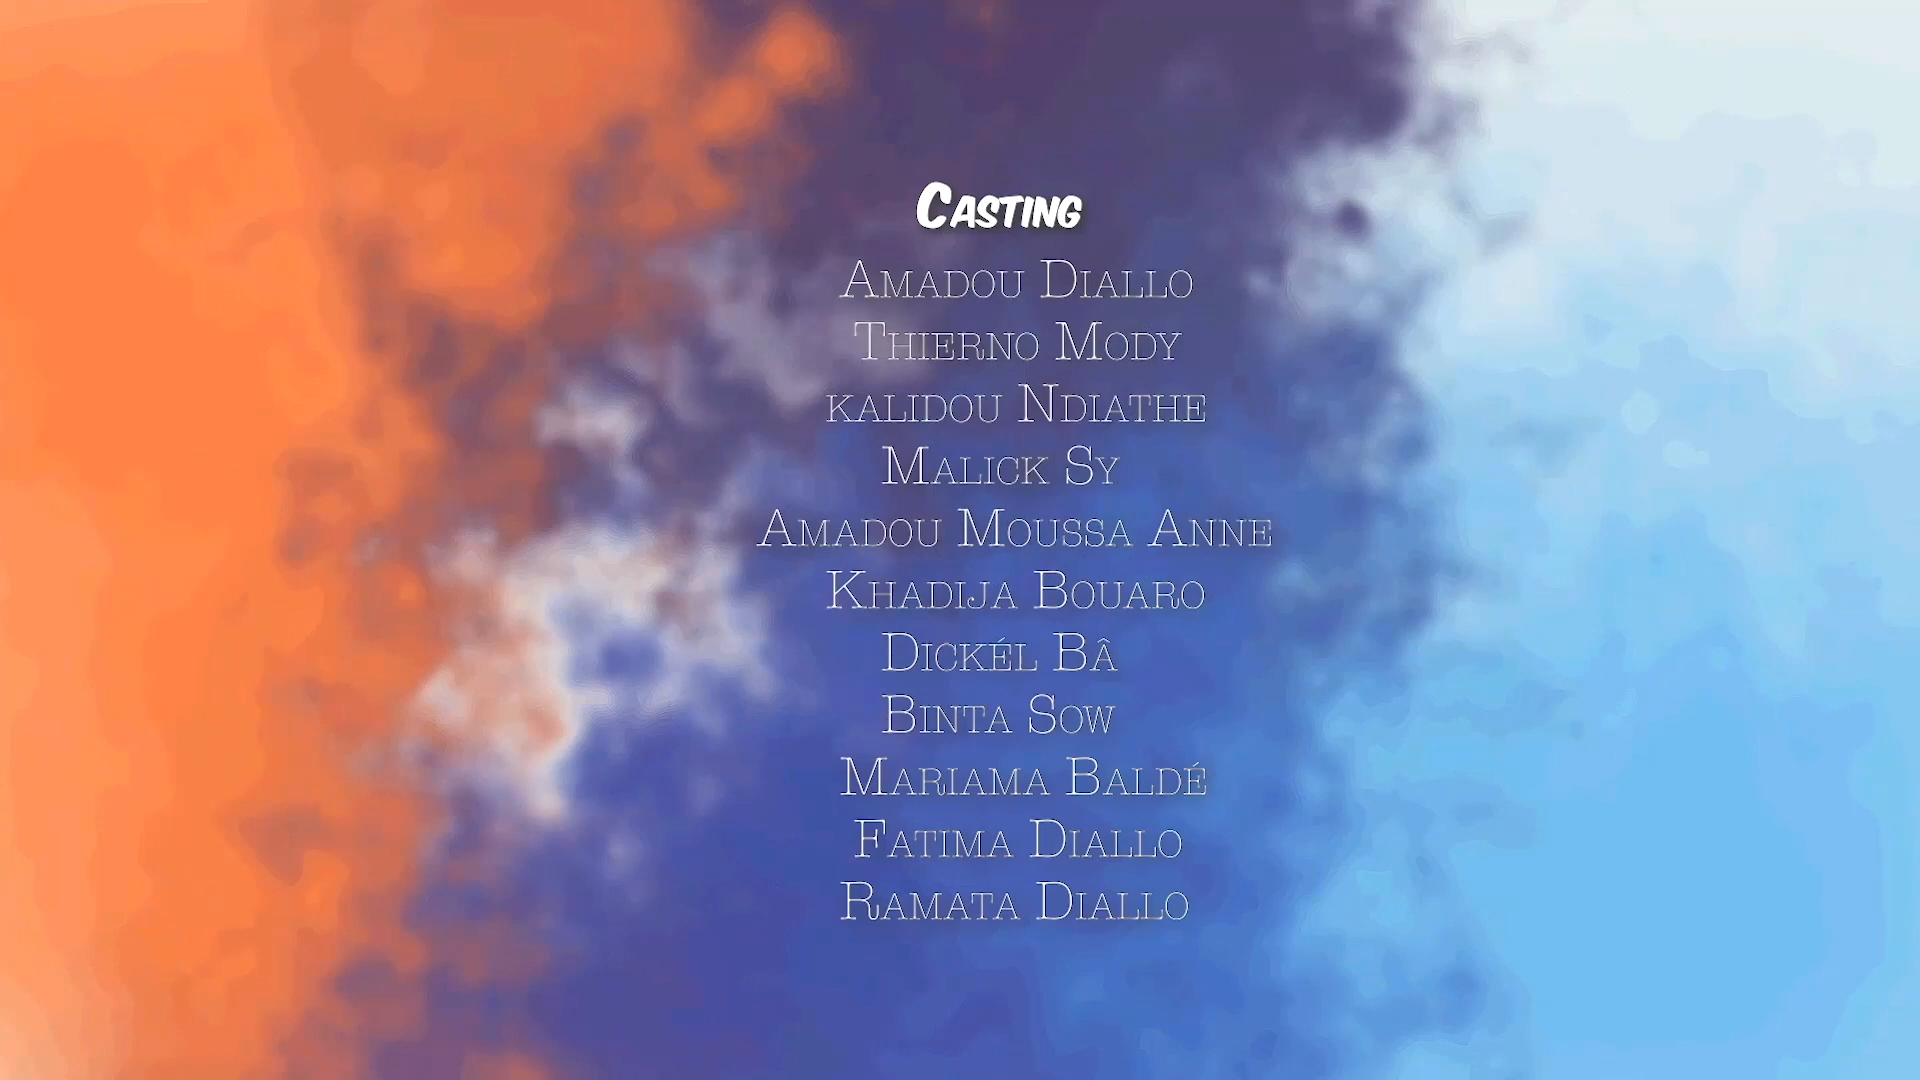 Casting
Amadou Diallo
Thierno Mody
kalidou Ndiathe
Malick Sy
Amadou Moussa Anne
Khadija Bouaro
Dickél Bâ
Binta Sow
Mariama Baldé
Fatima Diallo
Ramata Diallo